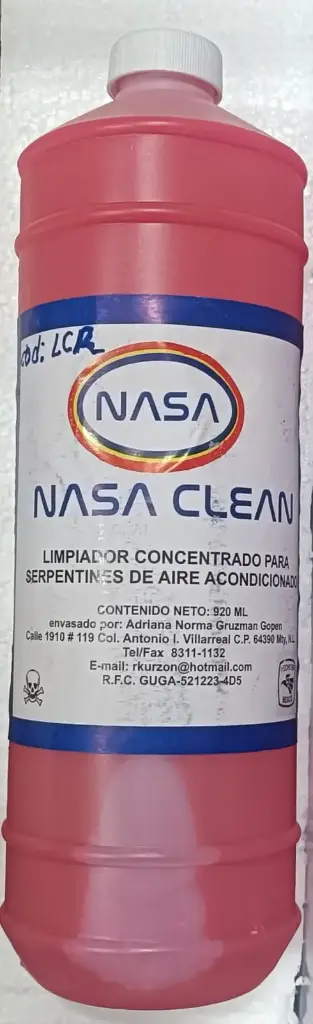 cod: LCR
NASA
NASA CLEAN
LIMPIADOR CONCENTRADO PARA
SERPENTINES DE AIRE ACONDICIONADO
CONTENIDO NETO: 920 ML
envasado por: Adriana Norma Gruzman Gopen
Calle 1910 # 119 Col. Antonio I. Villarreal C.P. 64390 Mty, N.L.
Tel/Fax 8311-1132
E-mail: rkurzon@hotmail.com
R.F.C. GUGA-521223-4D5